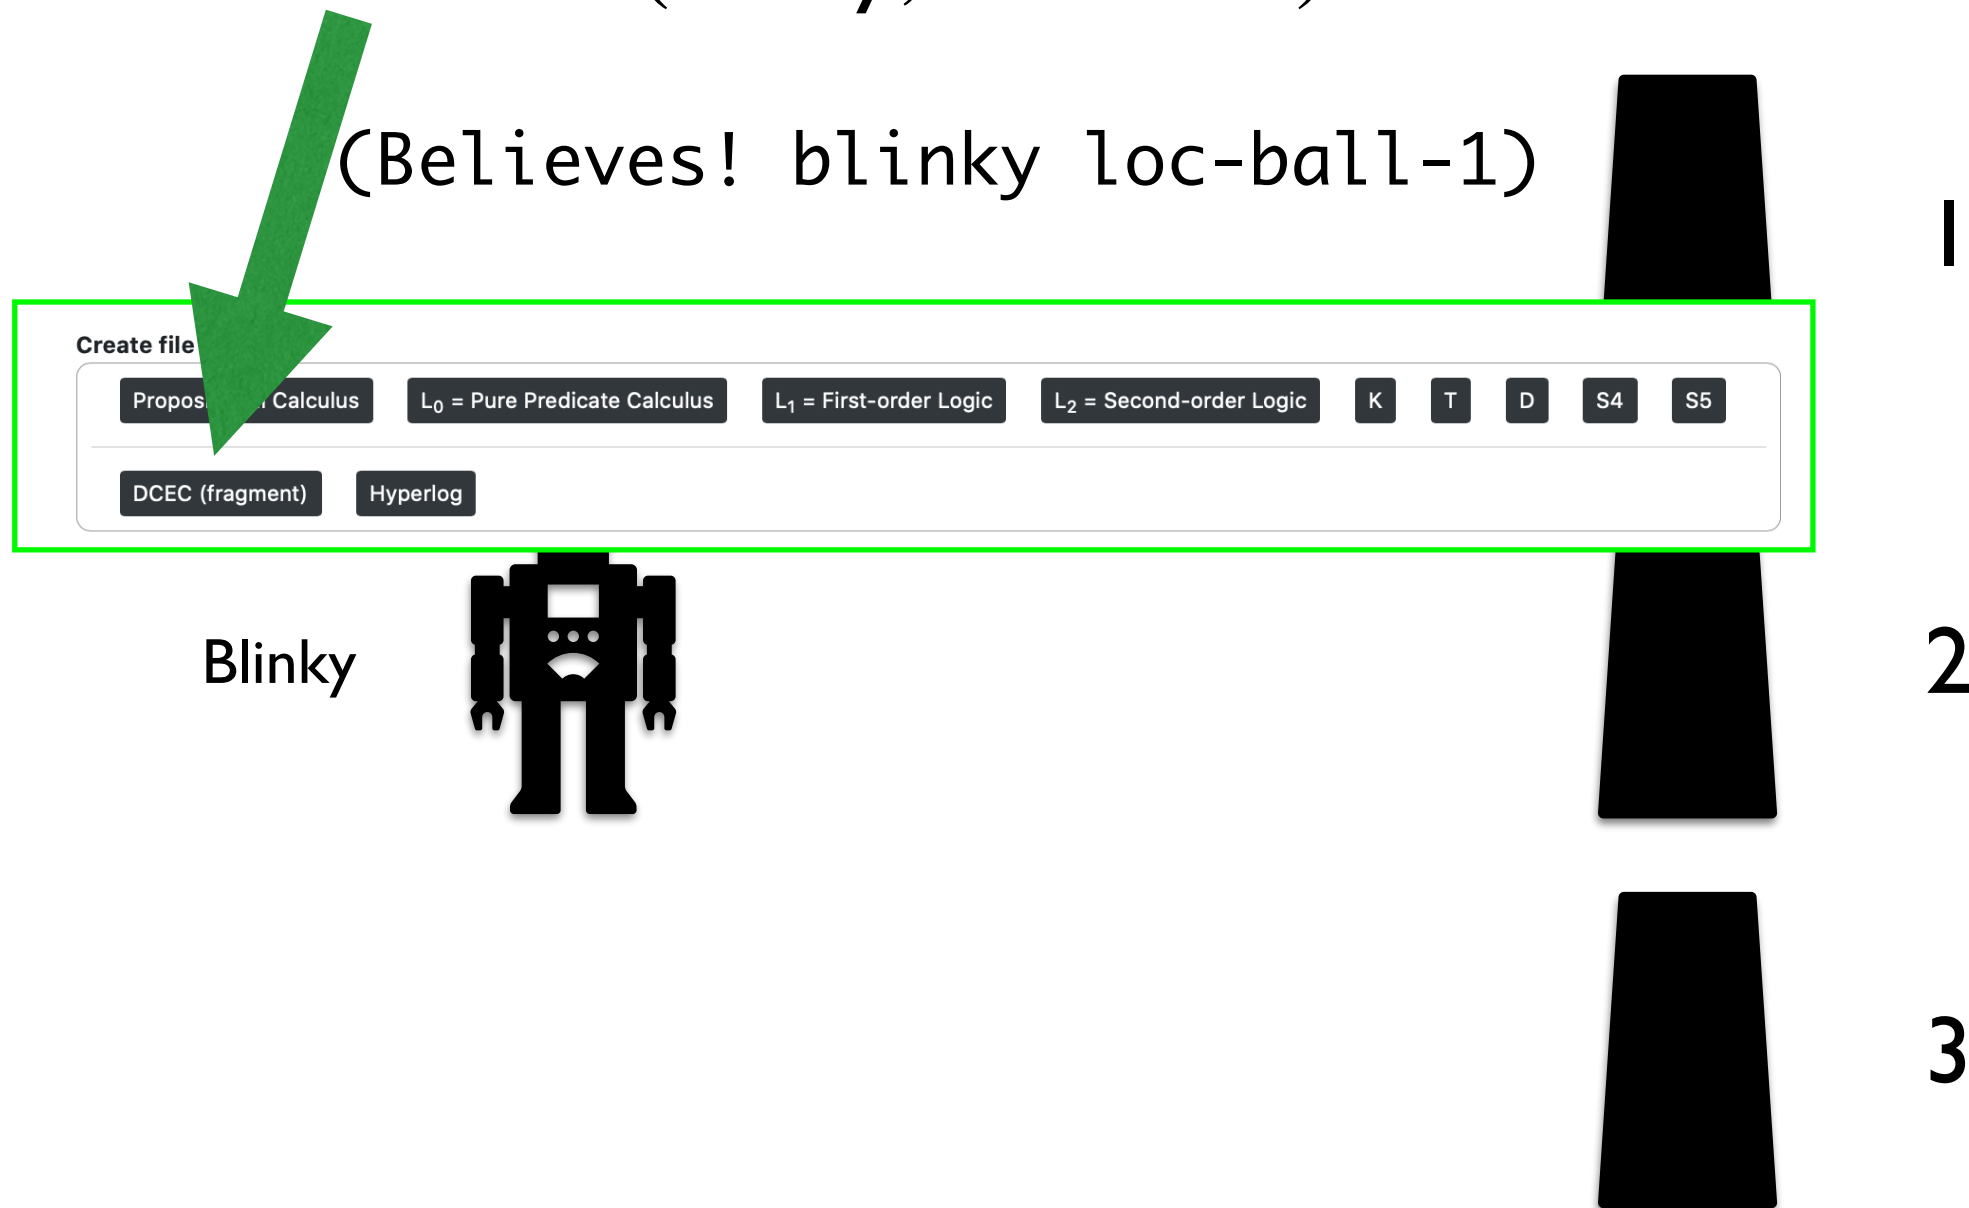 (Believes! blinky loc-ball-1)
1
Create file
Calculus
L₀ = Pure Predicate Calculus
L₁ = First-order Logic
L₂ = Second-order Logic
K
T
D
S4
S5
DCEC (fragment)
Hyperlog
Blinky
2
3